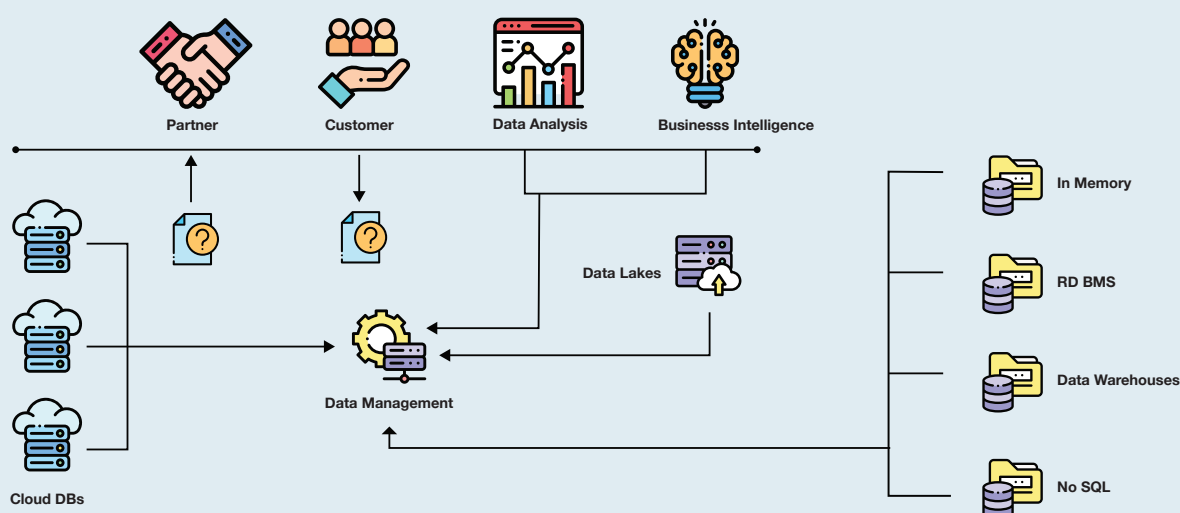 Partner
Customer
Data Analysis
Businesss Intelligence
In Memory
Data Lakes
RD BMS
Data Warehouses
Data Management
No SQL
Cloud DBs